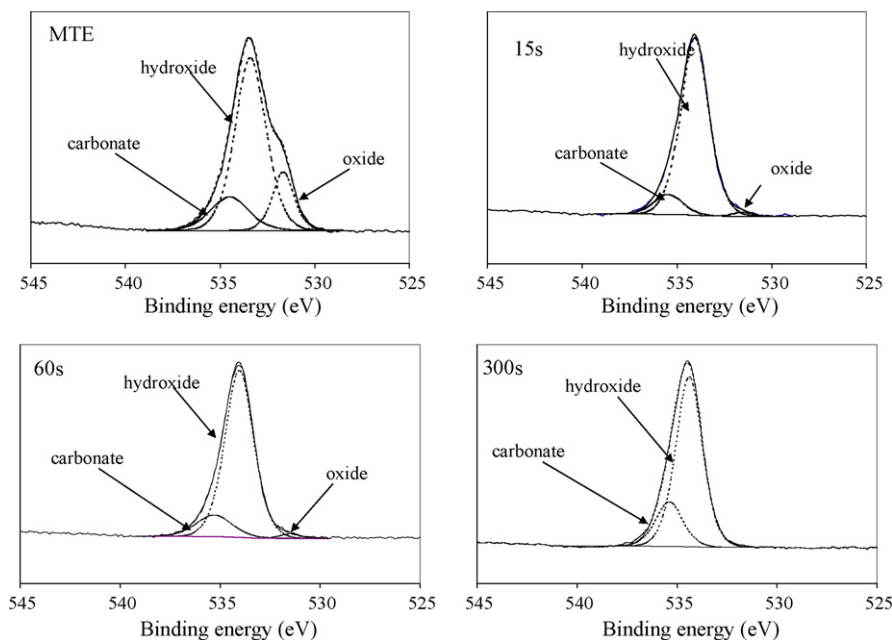 MTE
hydroxide
carbonate
oxide
545 540 535 530 525
Binding energy (eV)
15s
hydroxide
carbonate
oxide
545 540 535 530 525
Binding energy (eV)
60s
hydroxide
carbonate
oxide
545 540 535 530 525
Binding energy (eV)
300s
hydroxide
carbonate
545 540 535 530 525
Binding energy (eV)